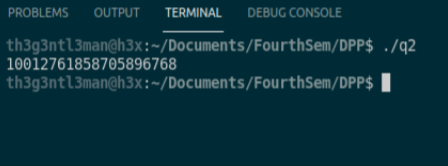 PROBLEMS OUTPUT TERMINAL DEBUG CONSOLE
th3g3ntl3man@h3x:~/Documents/FourthSem/DPP$ ./q2
10012761858705896768
th3g3ntl3man@h3x:~/Documents/FourthSem/DPP$